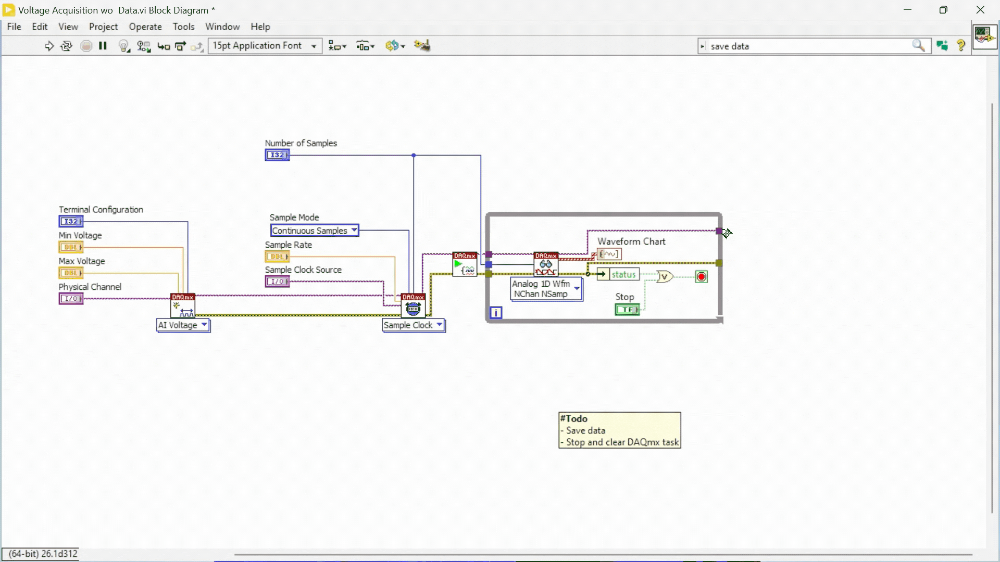 Voltage Acquisition wo  Data.vi Block Diagram *
File Edit View Project Operate Tools Window Help
15pt Application Font
save data
Number of Samples
I32
Terminal Configuration
I32
Min Voltage
DBL
Max Voltage
DBL
Physical Channel
I/O
DAQmx
AI Voltage
Sample Mode
Continuous Samples
Sample Rate
DBL
Sample Clock Source
I/O
DAQmx
Sample Clock
DAQmx
DAQmx
Analog 1D Wfm
NChan NSamp
Waveform Chart
status
Stop
TF
i
#Todo
- Save data
- Stop and clear DAQmx task
(64-bit) 26.1d312